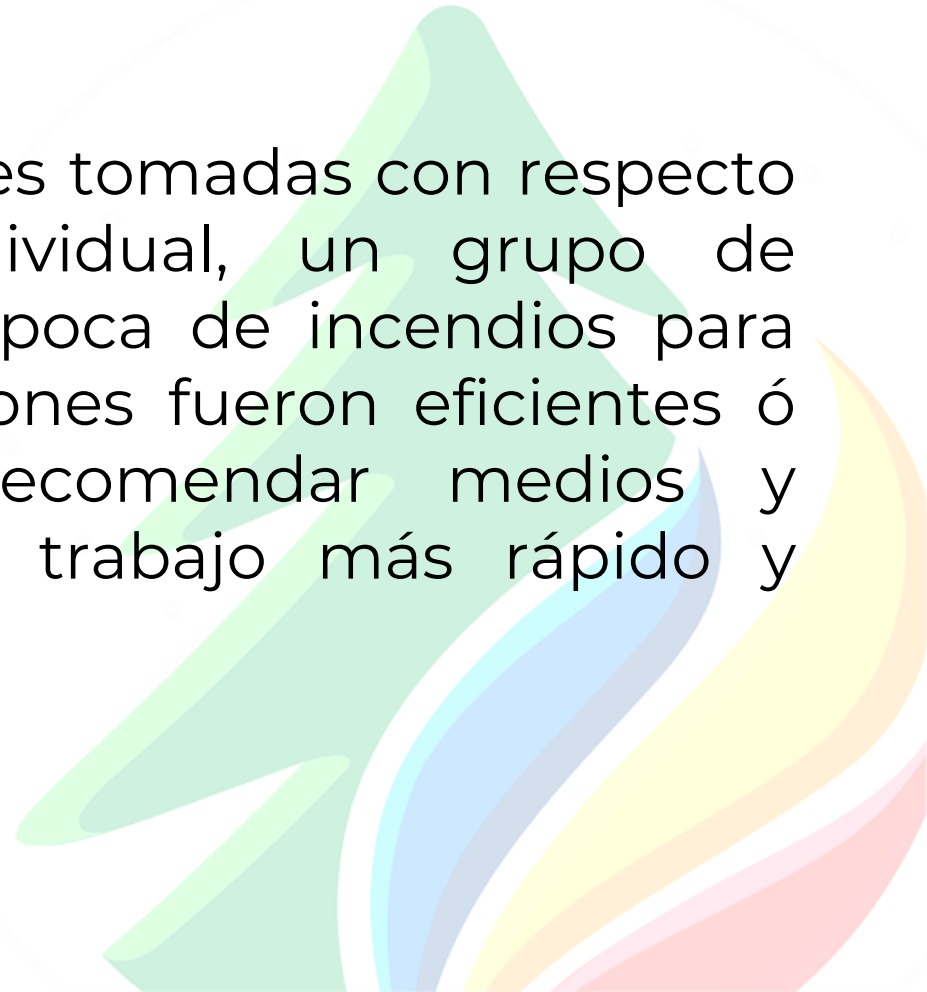 es tomadas con respecto
ividual, un grupo de
poca de incendios para
ones fueron eficientes ó
ecomendar medios y
trabajo más rápido y